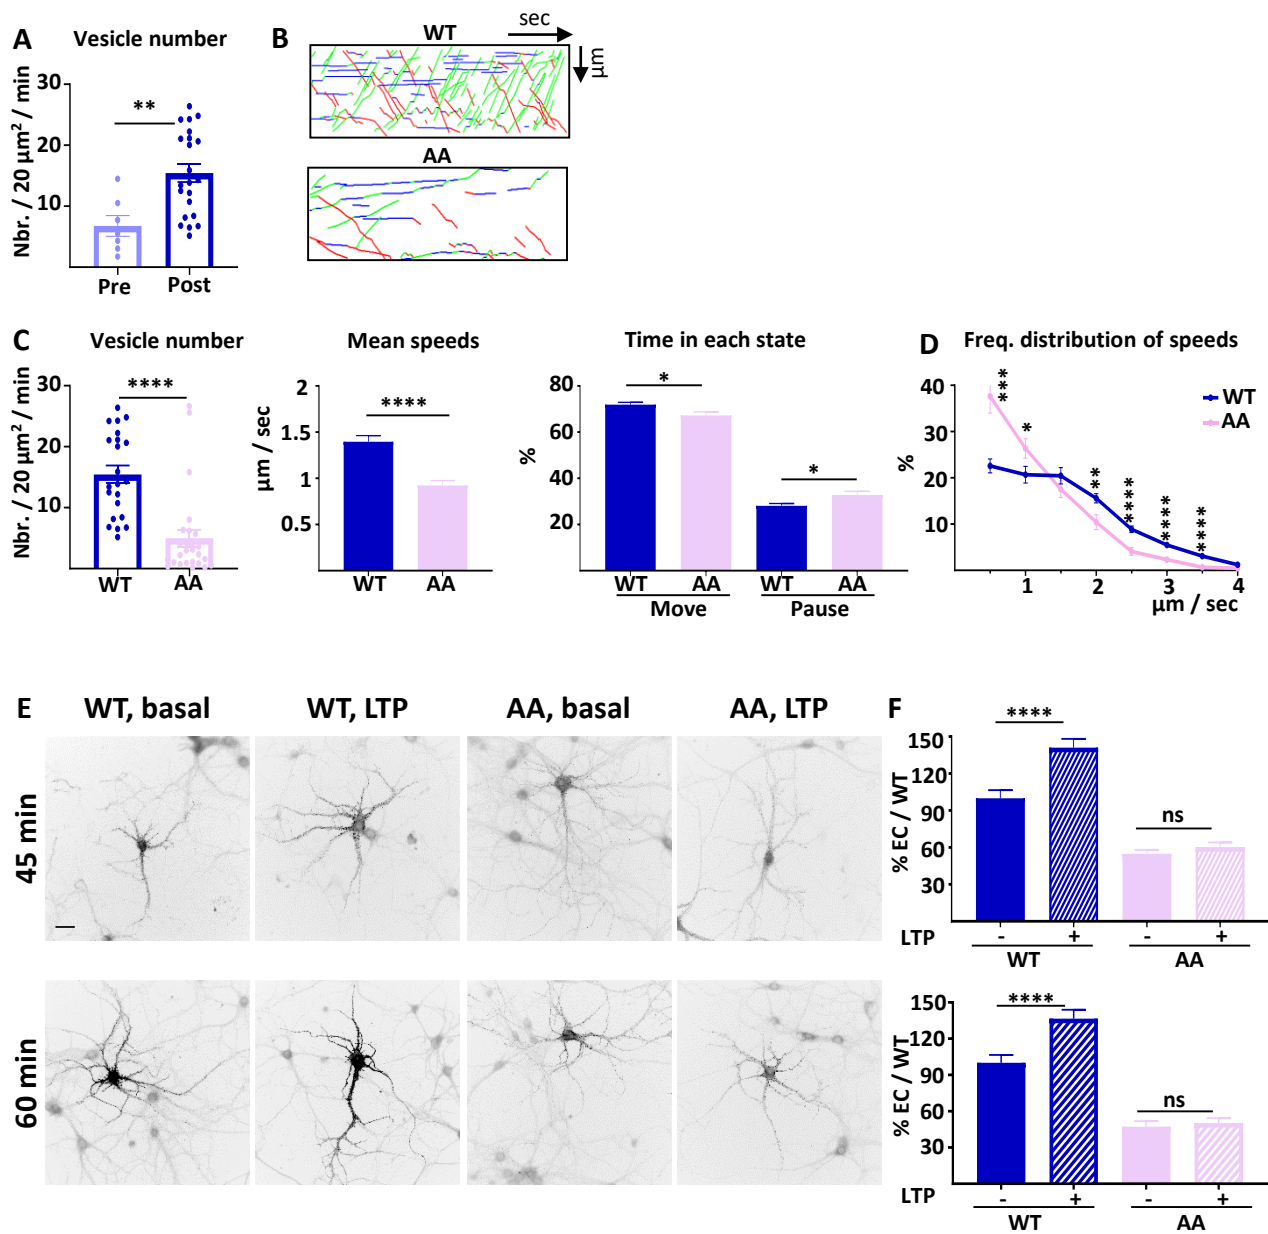 A
Vesicle number
Nbr. / 20 µm² / min
30
20
10
**
Pre
Post
B
WT
sec
µm
AA
C
Vesicle number
Nbr. / 20 µm² / min
30
20
10
****
WT
AA
Mean speeds
µm / sec
2
1.5
1
0.5
****
WT
AA
Time in each state
%
80
60
40
20
*
*
WT
AA
WT
AA
Move
Pause
D
Freq. distribution of speeds
%
40
30
20
10
***
*
**
****
****
****
WT
AA
1
2
3
4
µm / sec
E
WT, basal
WT, LTP
AA, basal
AA, LTP
45 min
60 min
F
% EC / WT
150
120
90
60
30
****
ns
LTP
-
+
-
+
WT
AA
% EC / WT
150
120
90
60
30
****
ns
LTP
-
+
-
+
WT
AA